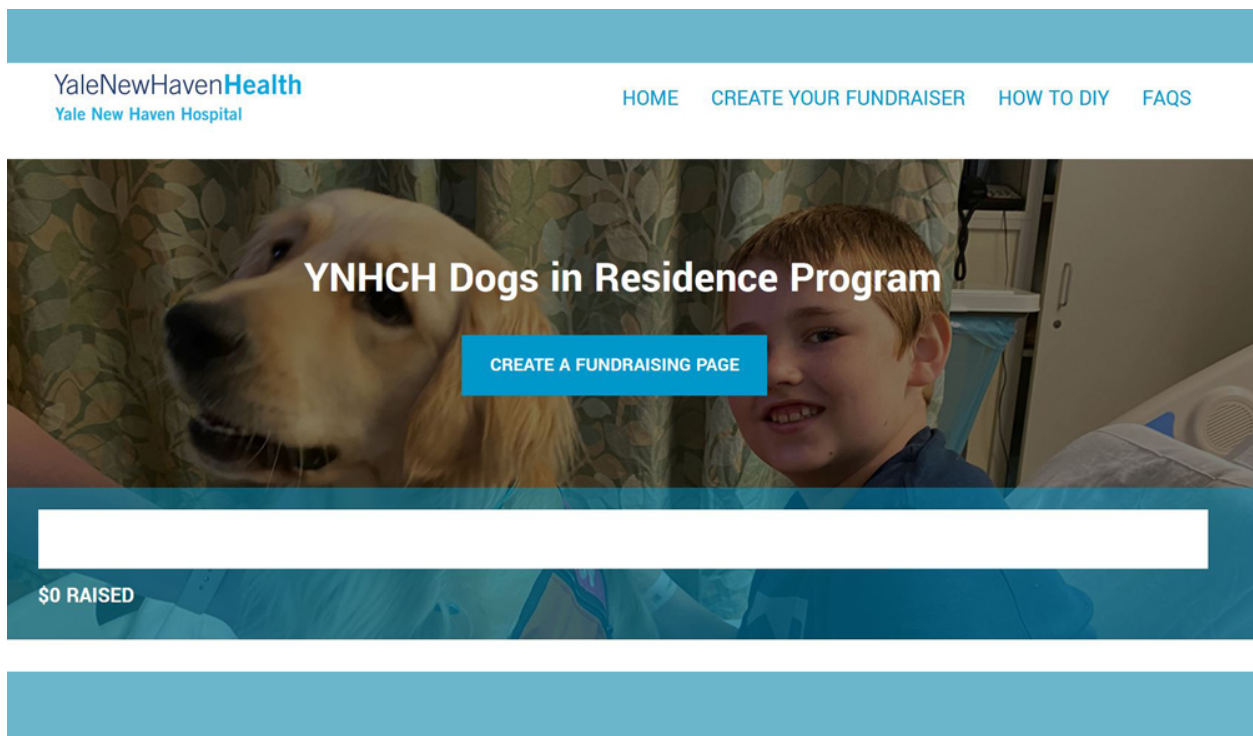 YaleNewHavenHealth
Yale New Haven Hospital
HOME CREATE YOUR FUNDRAISER HOW TO DIY FAQS
YNHCH Dogs in Residence Program
CREATE A FUNDRAISING PAGE
$0 RAISED